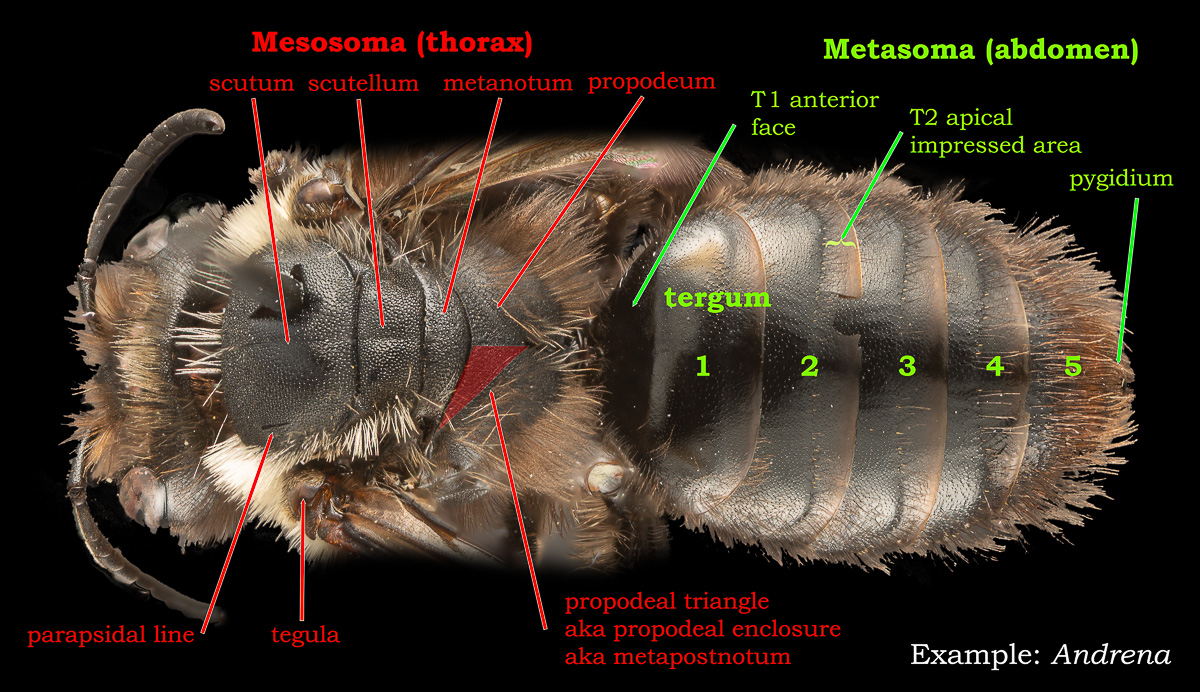 Mesosoma (thorax)
Metasoma (abdomen)
scutum scutellum metanotum propodeum
T1 anterior
face
T2 apical
impressed area
pygidium
tergum
1 2 3 4 5
parapsidal line
tegula
propodeal triangle
aka propodeal enclosure
aka metapostnotum
Example: Andrena